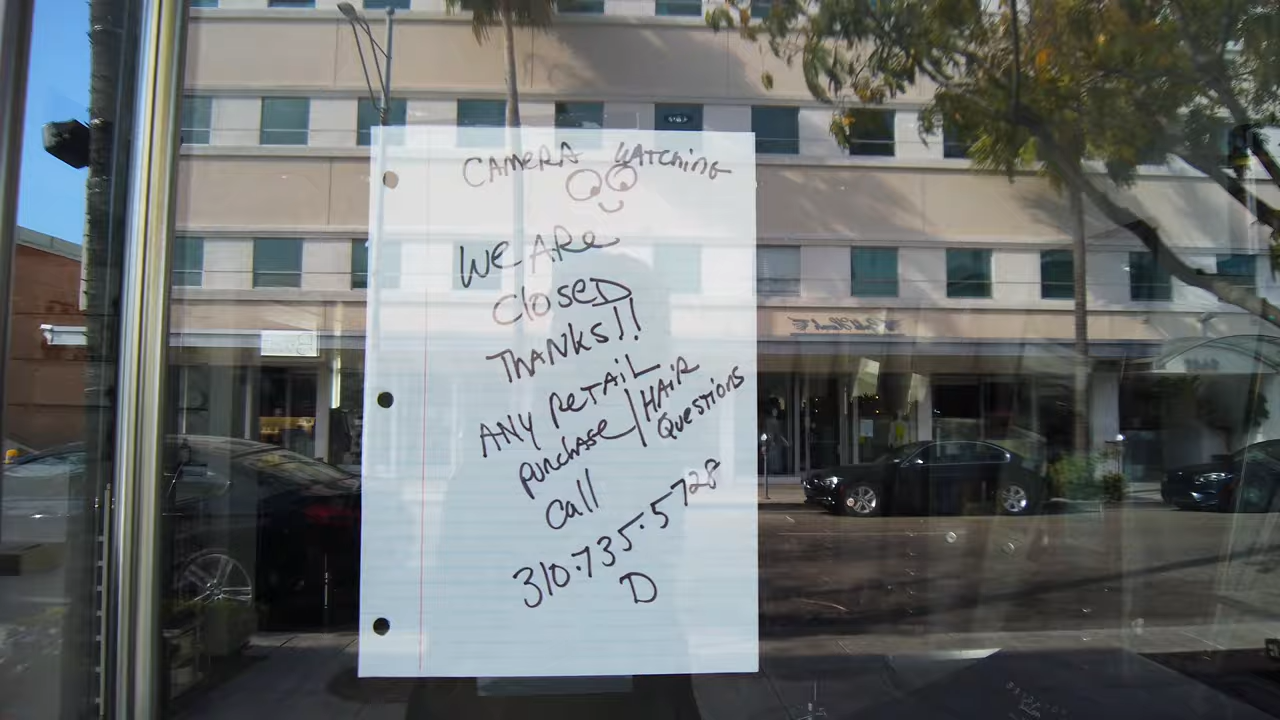 CAMERA WATCHING
WE ARE
CLOSED
THANKS!!
ANY RETAIL
PURCHASE / HAIR
QUESTIONS
CALL
310.735.5728
D